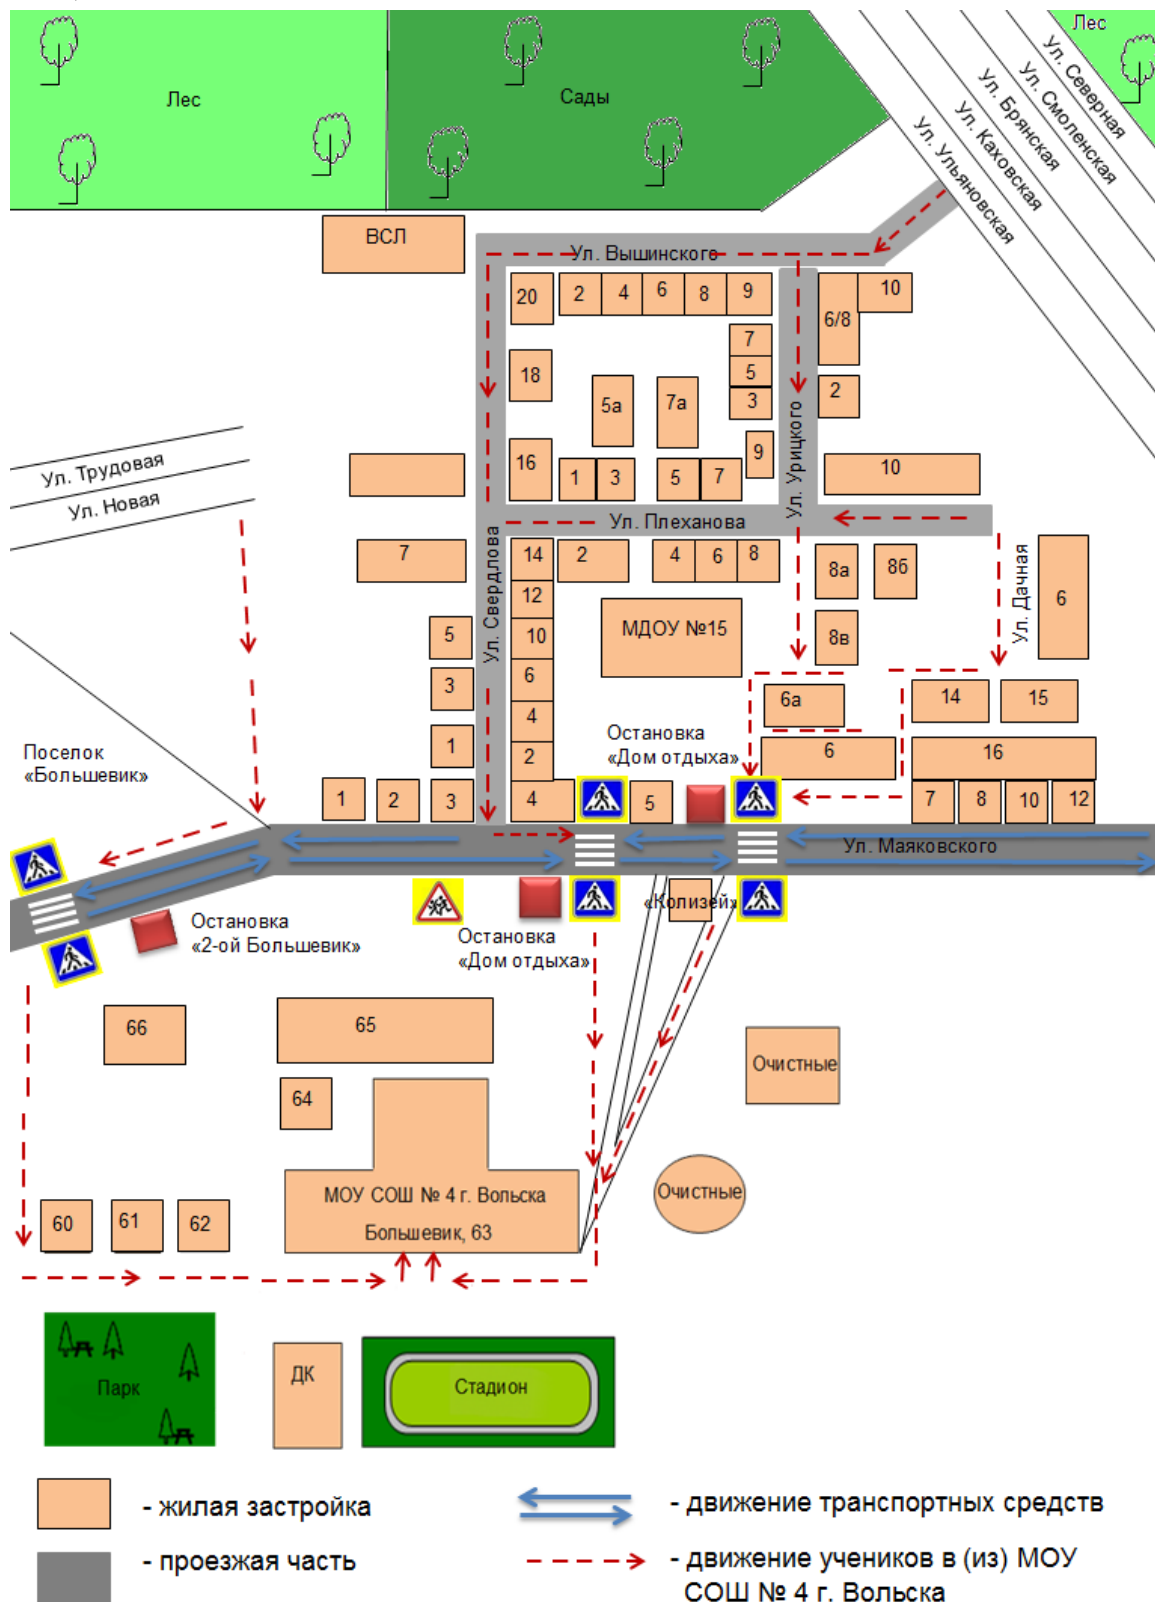 Лес
Сады
Лес
Ул. Северная
Ул. Смоленская
Ул. Брянская
Ул. Каховская
Ул. Ульяновская
ВСЛ
Ул. Вышинского
20
2
4
6
8
9
6/8
10
7
5
3
18
5а
7а
2
Ул. Трудовая
Ул. Новая
16
1
3
5
7
9
Ул. Урицкого
10
Ул. Плеханова
Ул. Свердлова
7
14
2
4
6
8
8а
8б
Ул. Дачная
6
12
10
5
МДОУ №15
8в
3
6
6а
14
15
4
Остановка
«Дом отдыха»
Поселок
«Большевик»
1
2
6
16
1
2
3
4
5
7
8
10
12
Ул. Маяковского
«Колизей»
Остановка
«2-ой Большевик»
Остановка
«Дом отдыха»
66
65
Очистные
64
МОУ СОШ № 4 г. Вольска
Большевик, 63
Очистные
60
61
62
Парк
ДК
Стадион
- жилая застройка
- движение транспортных средств
- проезжая часть
- движение учеников в (из) МОУ
СОШ № 4 г. Вольска